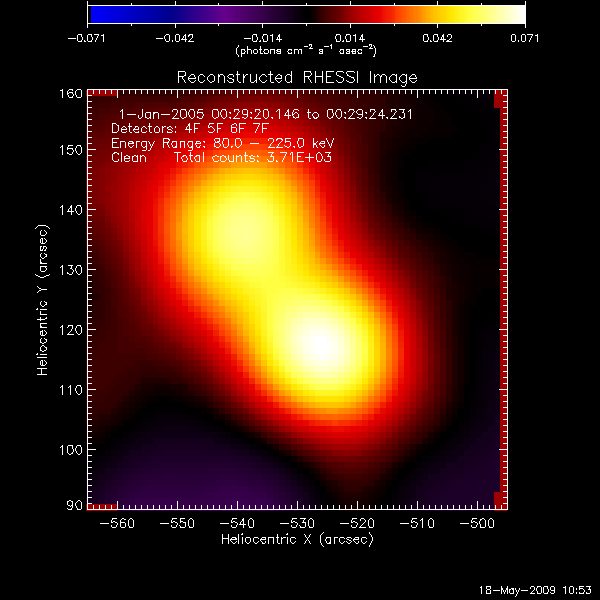 -0.071 -0.042 -0.014 0.014 0.042 0.071
(photons cm⁻² s⁻¹ asec⁻²)
Reconstructed RHESSI Image
1-Jan-2005 00:29:20.146 to 00:29:24.231
Detectors: 4F 5F 6F 7F
Energy Range: 80.0 - 225.0 keV
Clean Total counts: 3.71E+03
160
150
140
130
120
110
100
90
Heliocentric Y (arcsec)
-560 -550 -540 -530 -520 -510 -500
Heliocentric X (arcsec)
18-May-2009 10:53